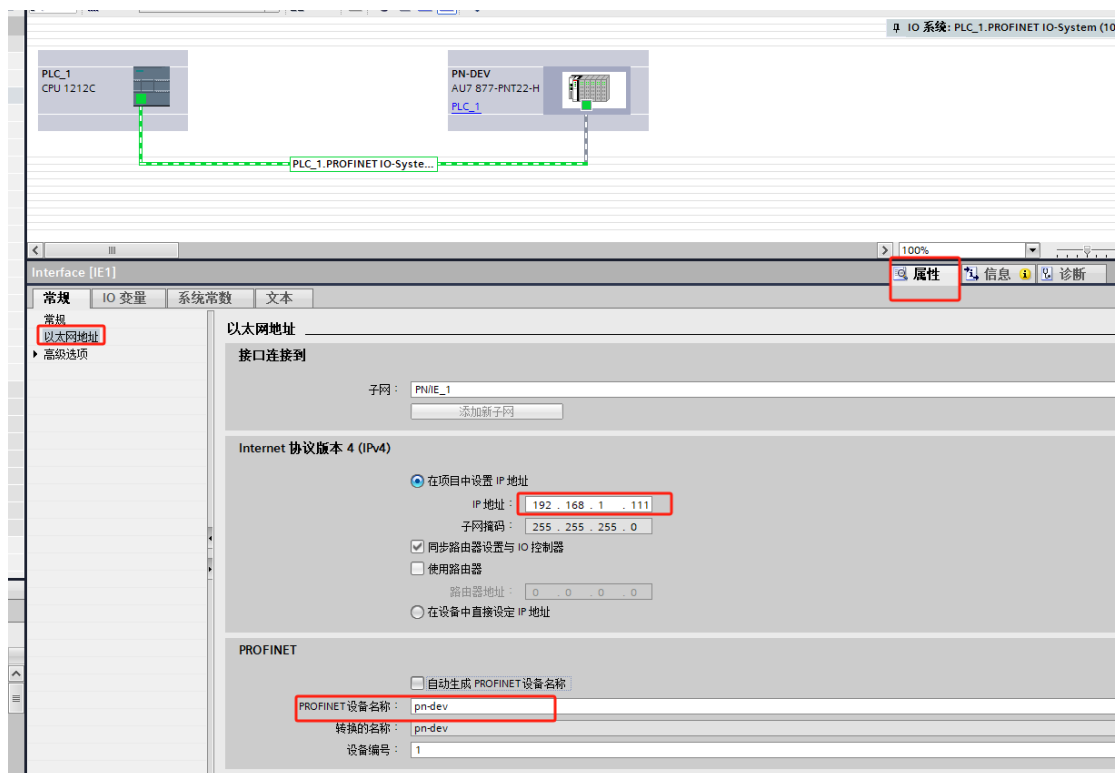 IO 系统: PLC_1.PROFINET IO-System (10
PLC_1
CPU 1212C
PN-DEV
AU7 877-PNT22-H
PLC_1
PLC_1.PROFINET IO-Syste...
100%
Interface [IE1]
属性
信息
诊断
常规
IO 变量
系统常数
文本
常规
以太网地址
高级选项
以太网地址
接口连接到
子网：
PN/IE_1
添加新子网
Internet 协议版本 4 (IPv4)
在项目中设置 IP 地址
IP 地址：
192 . 168 . 1 . 111
子网掩码：
255 . 255 . 255 . 0
同步路由器设置与 IO 控制器
使用路由器
路由器地址：
0 . 0 . 0 . 0
在设备中直接设定 IP 地址
PROFINET
自动生成 PROFINET 设备名称
PROFINET 设备名称：
pn-dev
转换的名称：
pn-dev
设备编号：
1